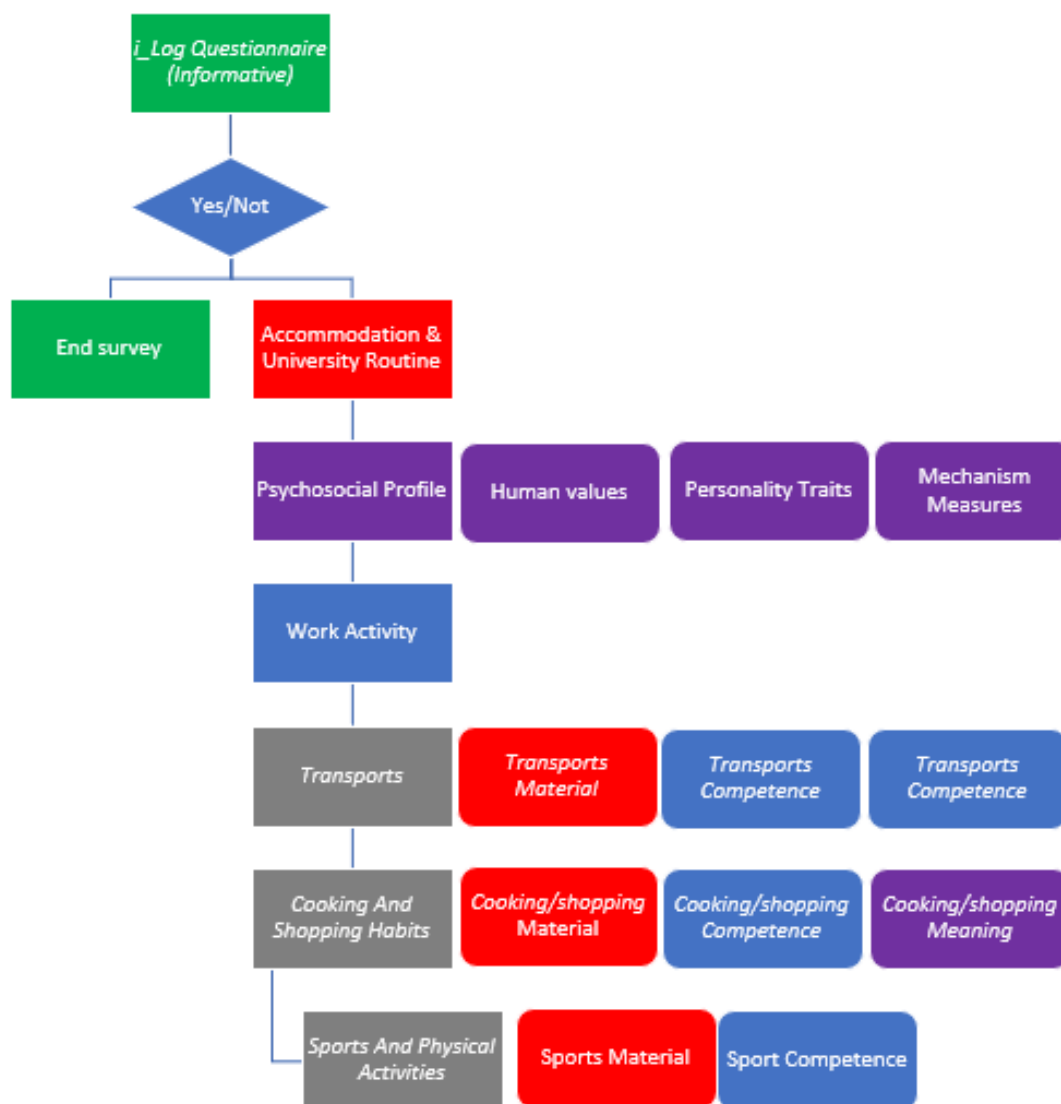 i_Log Questionnaire
(Informative)
Yes/Not
End survey
Accommodation &
University Routine
Psychosocial Profile
Human values
Personality Traits
Mechanism
Measures
Work Activity
Transports
Transports
Material
Transports
Competence
Transports
Competence
Cooking And
Shopping Habits
Cooking/shopping
Material
Cooking/shopping
Competence
Cooking/shopping
Meaning
Sports And Physical
Activities
Sports Material
Sport Competence